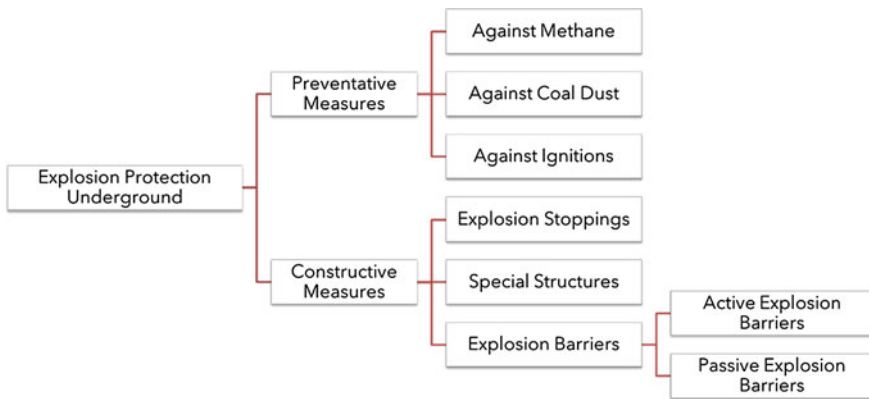 Explosion Protection
Underground
Preventative
Measures
Against Methane
Against Coal Dust
Against Ignitions
Constructive
Measures
Explosion Stoppings
Special Structures
Explosion Barriers
Active Explosion
Barriers
Passive Explosion
Barriers